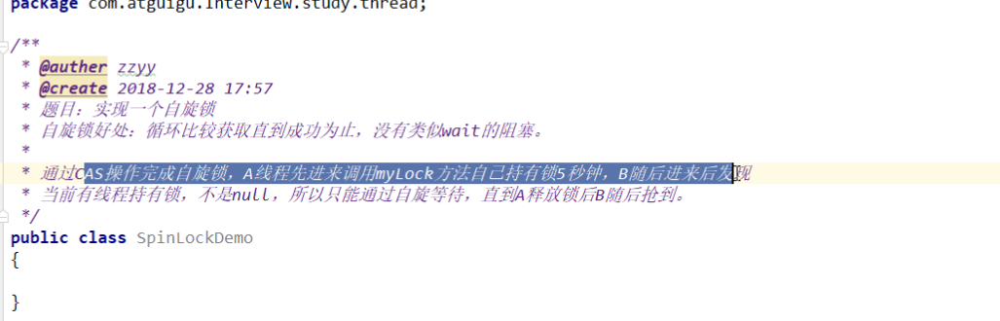 package com.atguigu.Interview.study.thread;
/**
* @auther zzyy
* @create 2018-12-28 17:57
* 题目：实现一个自旋锁
* 自旋锁好处：循环比较获取直到成功为止，没有类似wait的阻塞。
*
* 通过CAS操作完成自旋锁，A线程先进来调用myLock方法自己持有锁5秒钟，B随后进来后发现
* 当前有线程持有锁，不是null，所以只能通过自旋等待，直到A释放锁后B随后抢到。
*/
public class SpinLockDemo
{
}